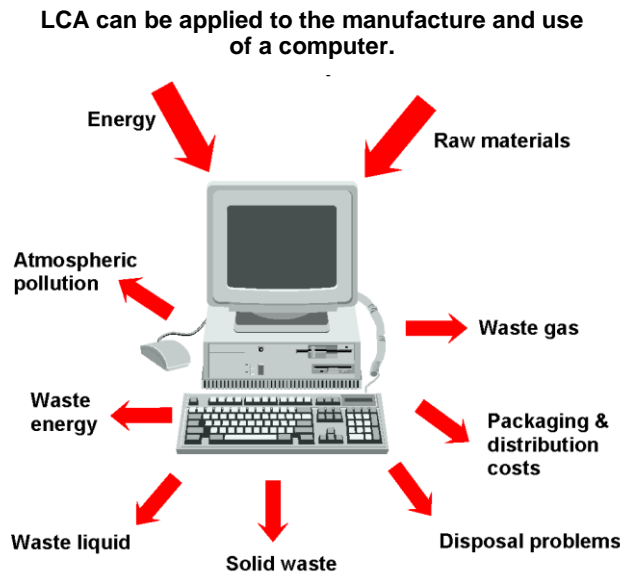 LCA can be applied to the manufacture and use
of a computer.
-
Energy
Raw materials
Atmospheric
pollution
Waste gas
Waste
energy
Packaging &
distribution
costs
Waste liquid
Solid waste
Disposal problems